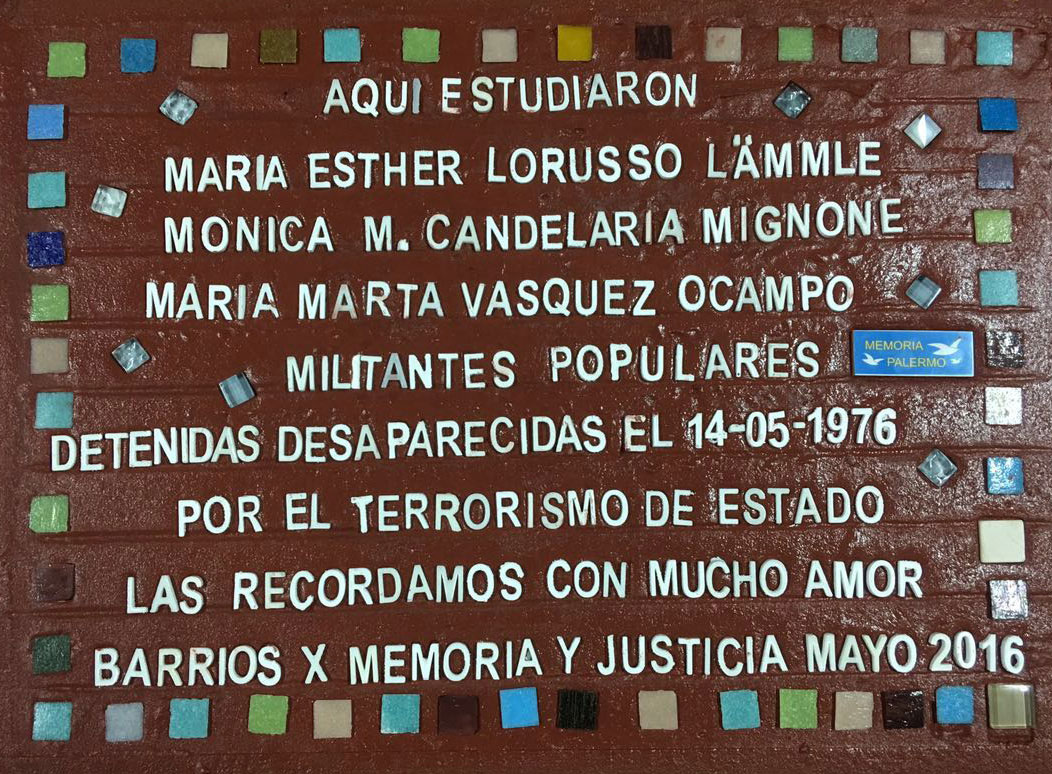 AQUI ESTUDIARON
MARIA ESTHER LORUSSO LÄMMLE
MONICA M. CANDELARIA MIGNONE
MARIA MARTA VASQUEZ OCAMPO
MILITANTES POPULARES
MEMORIA
PALERMO
DETENIDAS DESAPARECIDAS EL 14-05-1976
POR EL TERRORISMO DE ESTADO
LAS RECORDAMOS CON MUCHO AMOR
BARRIOS X MEMORIA Y JUSTICIA MAYO 2016